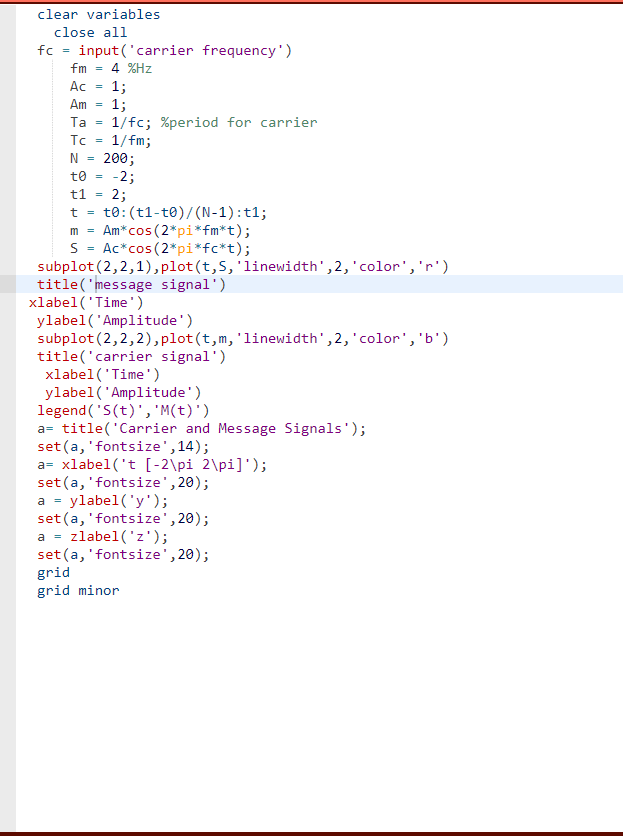 clear variables
close all
fc = input('carrier frequency')
fm = 4 %Hz
Ac = 1;
Am = 1;
Ta = 1/fc; %period for carrier
Tc = 1/fm;
N = 200;
t0 = -2;
t1 = 2;
t = t0:(t1-t0)/(N-1):t1;
m = Am*cos(2*pi*fm*t);
S = Ac*cos(2*pi*fc*t);
subplot(2,2,1),plot(t,S,'linewidth',2,'color','r')
title('message signal')
xlabel('Time')
ylabel('Amplitude')
subplot(2,2,2),plot(t,m,'linewidth',2,'color','b')
title('carrier signal')
xlabel('Time')
ylabel('Amplitude')
legend('S(t)','M(t)')
a= title('Carrier and Message Signals');
set(a,'fontsize',14);
a= xlabel('t [-2\pi 2\pi]');
set(a,'fontsize',20);
a = ylabel('y');
set(a,'fontsize',20);
a = zlabel('z');
set(a,'fontsize',20);
grid
grid minor